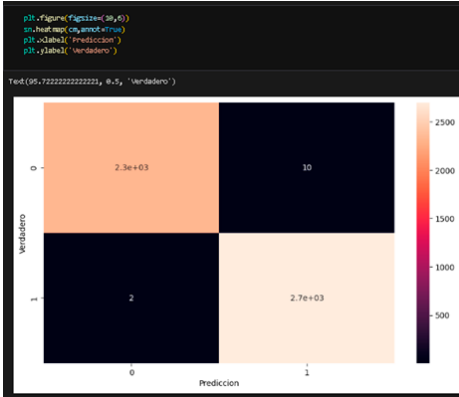 plt.figure(figsize=(10,6))
sn.heatmap(cm,annot=True)
plt.xlabel('Prediccion')
plt.ylabel('Verdadero')
Text(95.72222222222221, 0.5, 'Verdadero')
2.3e+03
10
2
2.7e+03
0
1
Verdadero
0
1
Prediccion
2500
2000
1500
1000
500